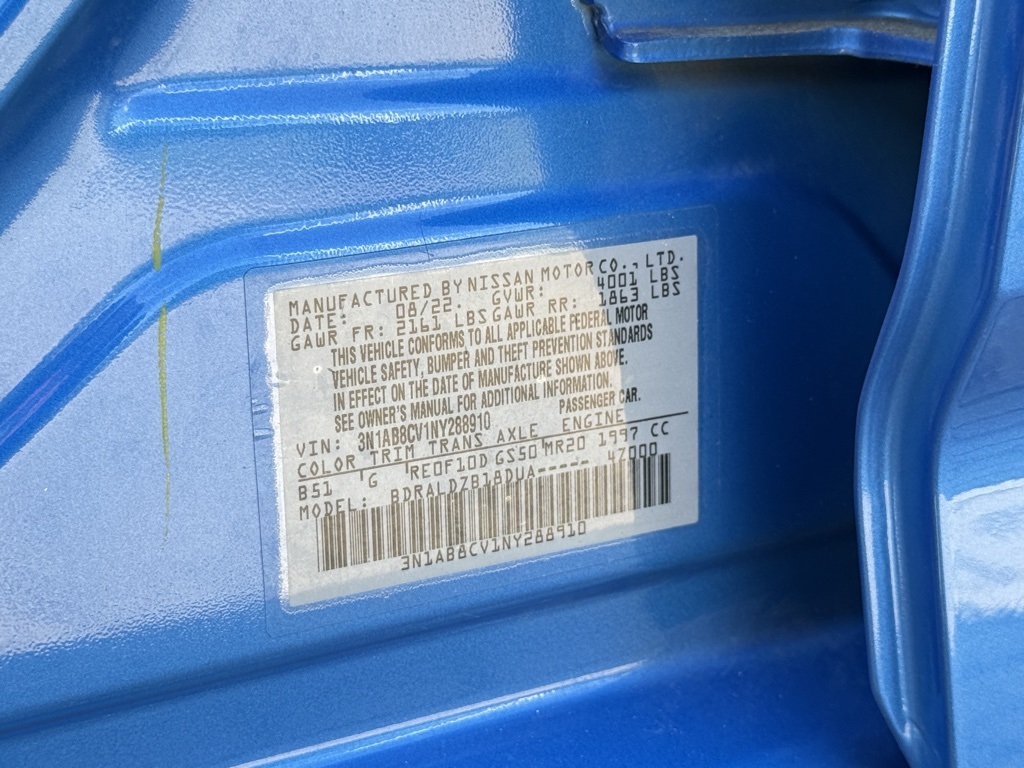 MANUFACTURED BY NISSAN MOTOR CO., LTD.
DATE: 08/22. GVWR: 4001 LBS
GAWR FR: 2161 LBS GAWR RR: 1863 LBS
THIS VEHICLE CONFORMS TO ALL APPLICABLE FEDERAL MOTOR
VEHICLE SAFETY, BUMPER AND THEFT PREVENTION STANDARDS
IN EFFECT ON THE DATE OF MANUFACTURE SHOWN ABOVE.
SEE OWNER'S MANUAL FOR ADDITIONAL INFORMATION.
VIN: 3N1AB8CV1NY288910 PASSENGER CAR.
COLOR TRIM TRANS AXLE ENGINE
B51 'G RE0F10D GS50 MR20 1997 CC
MODEL: BDRALDZB18DUA----- 47000
3N1AB8CV1NY288910